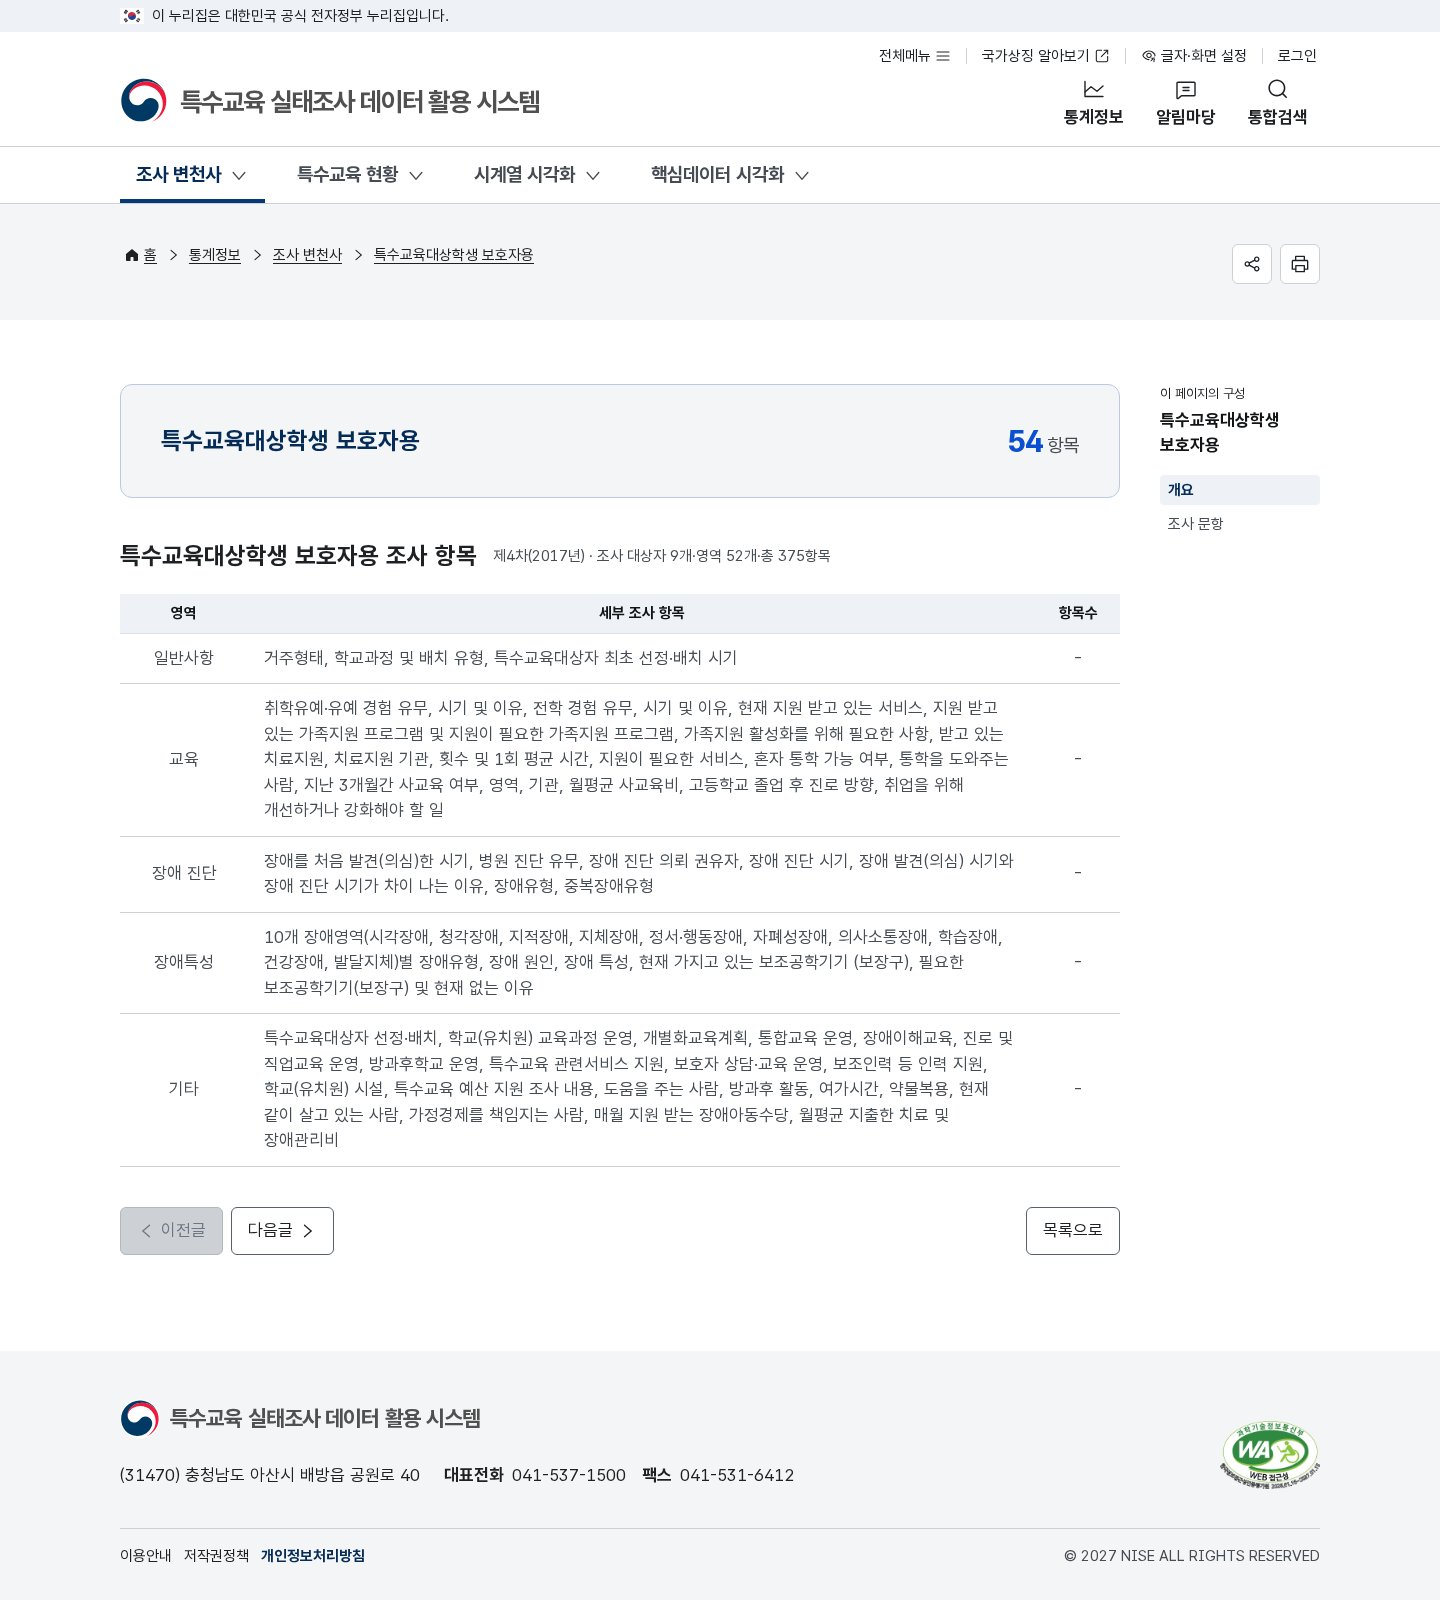 이 누리집은 대한민국 공식 전자정부 누리집입니다.
전체메뉴
국가상징 알아보기
글자·화면 설정
로그인
특수교육 실태조사 데이터 활용 시스템
통계정보
알림마당
통합검색
조사 변천사
특수교육 현황
시계열 시각화
핵심데이터 시각화
홈
통계정보
조사 변천사
특수교육대상학생 보호자용
특수교육대상학생 보호자용
54 항목
이 페이지의 구성
특수교육대상학생
보호자용
개요
조사 문항
특수교육대상학생 보호자용 조사 항목
제4차(2017년) · 조사 대상자 9개·영역 52개·총 375항목
영역
세부 조사 항목
항목수
일반사항
거주형태, 학교과정 및 배치 유형, 특수교육대상자 최초 선정·배치 시기
-
교육
취학유예·유예 경험 유무, 시기 및 이유, 전학 경험 유무, 시기 및 이유, 현재 지원 받고 있는 서비스, 지원 받고
있는 가족지원 프로그램 및 지원이 필요한 가족지원 프로그램, 가족지원 활성화를 위해 필요한 사항, 받고 있는
치료지원, 치료지원 기관, 횟수 및 1회 평균 시간, 지원이 필요한 서비스, 혼자 통학 가능 여부, 통학을 도와주는
사람, 지난 3개월간 사교육 여부, 영역, 기관, 월평균 사교육비, 고등학교 졸업 후 진로 방향, 취업을 위해
개선하거나 강화해야 할 일
-
장애 진단
장애를 처음 발견(의심)한 시기, 병원 진단 유무, 장애 진단 의뢰 권유자, 장애 진단 시기, 장애 발견(의심) 시기와
장애 진단 시기가 차이 나는 이유, 장애유형, 중복장애유형
-
장애특성
10개 장애영역(시각장애, 청각장애, 지적장애, 지체장애, 정서·행동장애, 자폐성장애, 의사소통장애, 학습장애,
건강장애, 발달지체)별 장애유형, 장애 원인, 장애 특성, 현재 가지고 있는 보조공학기기 (보장구), 필요한
보조공학기기(보장구) 및 현재 없는 이유
-
기타
특수교육대상자 선정·배치, 학교(유치원) 교육과정 운영, 개별화교육계획, 통합교육 운영, 장애이해교육, 진로 및
직업교육 운영, 방과후학교 운영, 특수교육 관련서비스 지원, 보호자 상담·교육 운영, 보조인력 등 인력 지원,
학교(유치원) 시설, 특수교육 예산 지원 조사 내용, 도움을 주는 사람, 방과후 활동, 여가시간, 약물복용, 현재
같이 살고 있는 사람, 가정경제를 책임지는 사람, 매월 지원 받는 장애아동수당, 월평균 지출한 치료 및
장애관리비
-
이전글
다음글
목록으로
특수교육 실태조사 데이터 활용 시스템
(31470) 충청남도 아산시 배방읍 공원로 40 대표전화 041-537-1500 팩스 041-531-6412
과학기술정보통신부
WA
WEB 접근성
이용안내
저작권정책
개인정보처리방침
© 2027 NISE ALL RIGHTS RESERVED